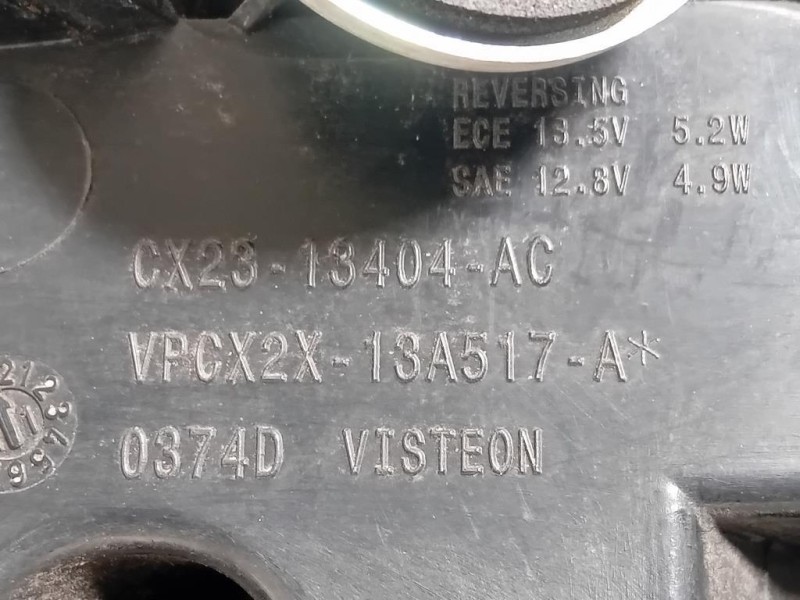 REVERSING
ECE 13.5V 5.2W
SAE 12.8V 4.9W
CX23-13404-AC
VPCX2X-13A517-A*
0374D VISTEON